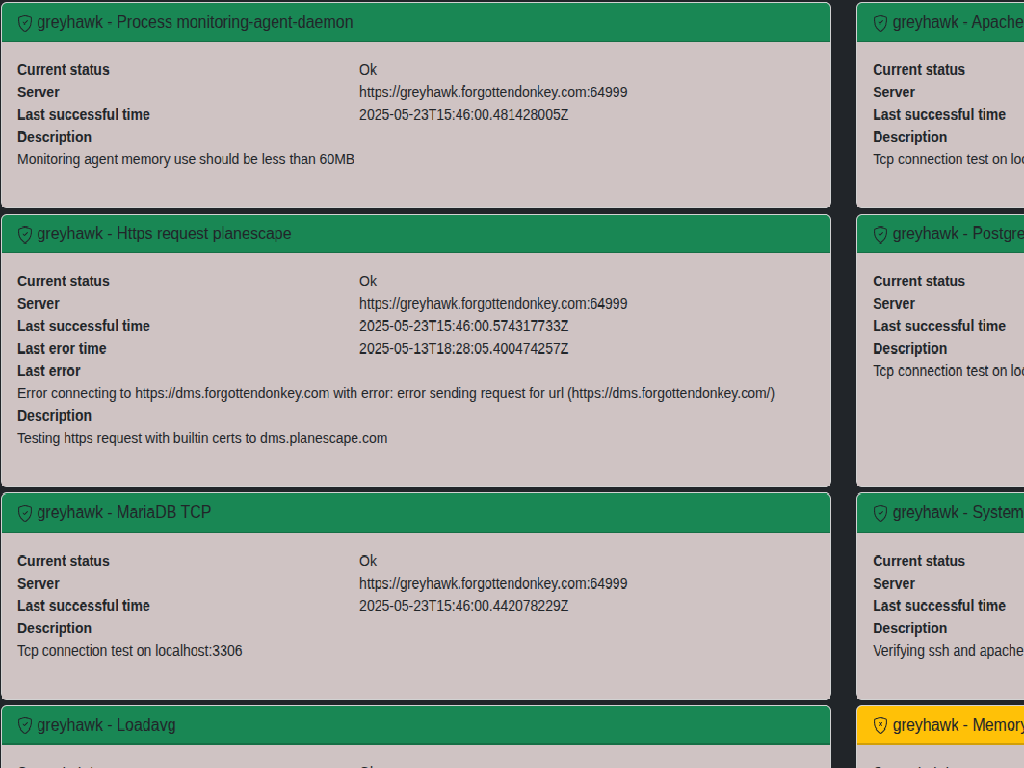 greyhawk - Process monitoring-agent-daemon
Current status Ok
Server https://greyhawk.forgottendonkey.com:64999
Last successful time 2025-05-23T15:46:00.481428005Z
Description
Monitoring agent memory use should be less than 60MB
greyhawk - Https request planescape
Current status Ok
Server https://greyhawk.forgottendonkey.com:64999
Last successful time 2025-05-23T15:46:00.574317733Z
Last eror time 2025-05-13T18:28:05.400474257Z
Last error
Error connecting to https://dms.forgottendonkey.com with error: error sending request for url (https://dms.forgottendonkey.com/)
Description
Testing https request with builtin certs to dms.planescape.com
greyhawk - MariaDB TCP
Current status Ok
Server https://greyhawk.forgottendonkey.com:64999
Last successful time 2025-05-23T15:46:00.442078229Z
Description
Tcp connection test on localhost:3306
greyhawk - Loadavg
greyhawk - Apache
Current status
Server
Last successful time
Description
Tcp connection test on loc
greyhawk - Postgre
Current status
Server
Last successful time
Description
Tcp connection test on loc
greyhawk - System
Current status
Server
Last successful time
Description
Verifying ssh and apache
greyhawk - Memory